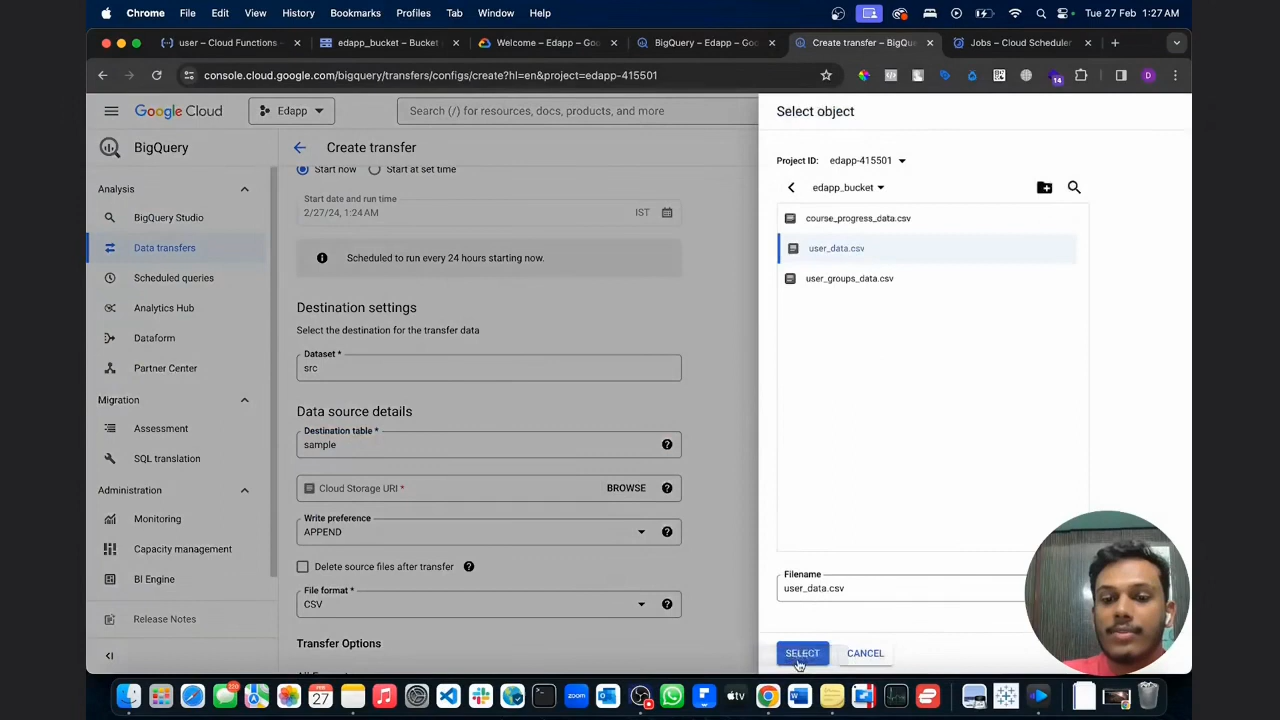 Chrome File Edit View History Bookmarks Profiles Tab Window Help Tue 27 Feb 1:27AM
user – Cloud Functions – edapp_bucket – Bucket Welcome – Edapp – Go... BigQuery – Edapp – Goo Create transfer – BigQu Jobs – Cloud Scheduler
console.cloud.google.com/bigquery/transfers/configs/create?hl=en&project=edapp-415501 14 D
Google Cloud Edapp Search (/) for resources, docs, products, and more
BigQuery
Analysis
BigQuery Studio
Data transfers
Scheduled queries
Analytics Hub
Dataform
Partner Center
Migration
Assessment
SQL translation
Administration
Monitoring
Capacity management
BI Engine
Release Notes
Create transfer
Start now Start at set time
Start date and run time
2/27/24, 1:24 AM IST
Scheduled to run every 24 hours starting now.
Destination settings
Select the destination for the transfer data
Dataset *
src
Data source details
Destination table *
sample
Cloud Storage URI * BROWSE
Write preference
APPEND
Delete source files after transfer
File format *
CSV
Transfer Options
Select object
Project ID: edapp-415501
edapp_bucket
course_progress_data.csv
user_data.csv
user_groups_data.csv
Filename
user_data.csv
SELECT CANCEL
FEB
27
zoom
tv